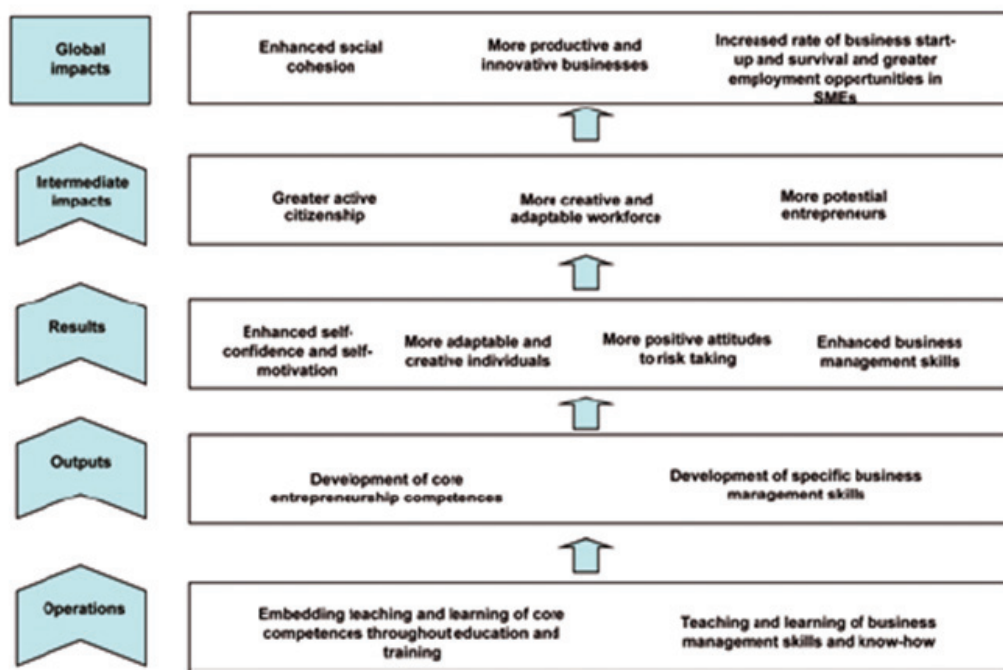 Global
impacts
Enhanced social
cohesion
More productive and
innovative businesses
Increased rate of business start-
up and survival and greater
employment opportunities in
SMEs
Intermediate
impacts
Greater active
citizenship
More creative and
adaptable workforce
More potential
entrepreneurs
Results
Enhanced self-
confidence and self-
motivation
More adaptable and
creative individuals
More positive attitudes
to risk taking
Enhanced business
management skills
Outputs
Development of core
entrepreneurship competences
Development of specific business
management skills
Operations
Embedding teaching and learning of core
competences throughout education and
training
Teaching and learning of business
management skills and know-how